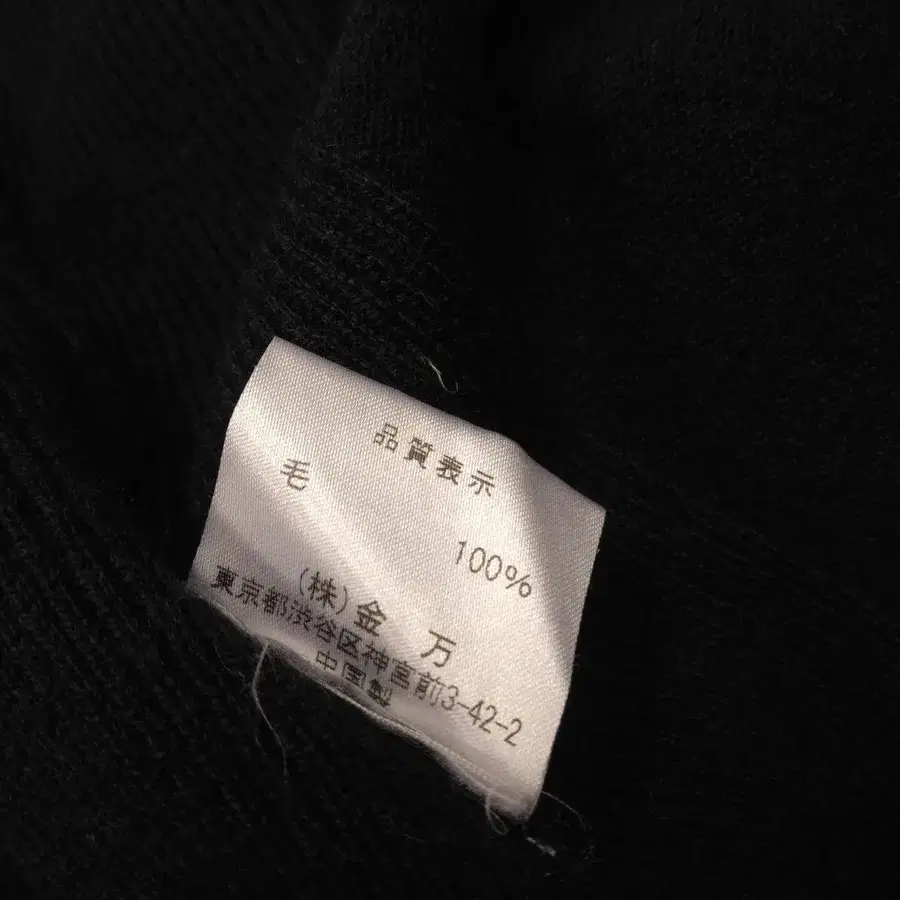 品質表示
毛 100%
(株)金万
東京都渋谷区神宮前3-42-2
中国製